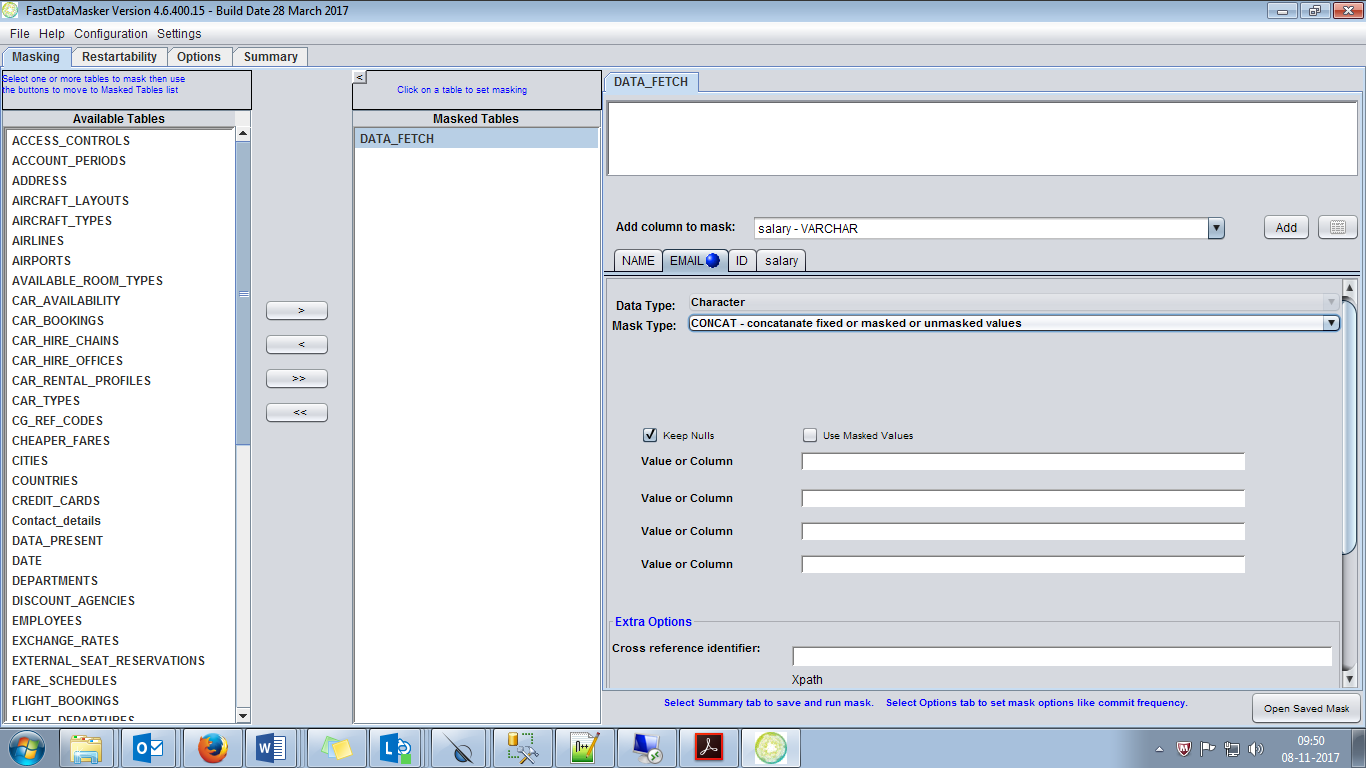 FastDataMasker Version 4.6.400.15 - Build Date 28 March 2017
File Help Configuration Settings
Masking Restartability Options Summary
Select one or more tables to mask then use
the buttons to move to Masked Tables list
<
Click on a table to set masking
DATA_FETCH
Available Tables
Masked Tables
ACCESS_CONTROLS
ACCOUNT_PERIODS
ADDRESS
AIRCRAFT_LAYOUTS
AIRCRAFT_TYPES
AIRLINES
AIRPORTS
AVAILABLE_ROOM_TYPES
CAR_AVAILABILITY
CAR_BOOKINGS
CAR_HIRE_CHAINS
CAR_HIRE_OFFICES
CAR_RENTAL_PROFILES
CAR_TYPES
CG_REF_CODES
CHEAPER_FARES
CITIES
COUNTRIES
CREDIT_CARDS
Contact_details
DATA_PRESENT
DATE
DEPARTMENTS
DISCOUNT_AGENCIES
EMPLOYEES
EXCHANGE_RATES
EXTERNAL_SEAT_RESERVATIONS
FARE_SCHEDULES
FLIGHT_BOOKINGS
FLIGHT_DEPARTURES
>
<
>>
<<
DATA_FETCH
Add column to mask: salary - VARCHAR Add
NAME EMAIL ID salary
Data Type: Character
Mask Type: CONCAT - concatanate fixed or masked or unmasked values
Keep Nulls Use Masked Values
Value or Column
Value or Column
Value or Column
Value or Column
Extra Options
Cross reference identifier:
Xpath
Select Summary tab to save and run mask. Select Options tab to set mask options like commit frequency.
Open Saved Mask
09:50
08-11-2017